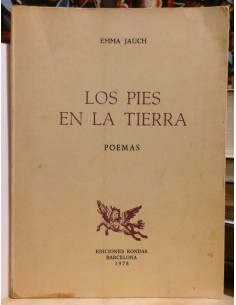 EMMA JAUCH
LOS PIES
EN LA TIERRA
POEMAS
EDICIONES RONDAS
BARCELONA
1978